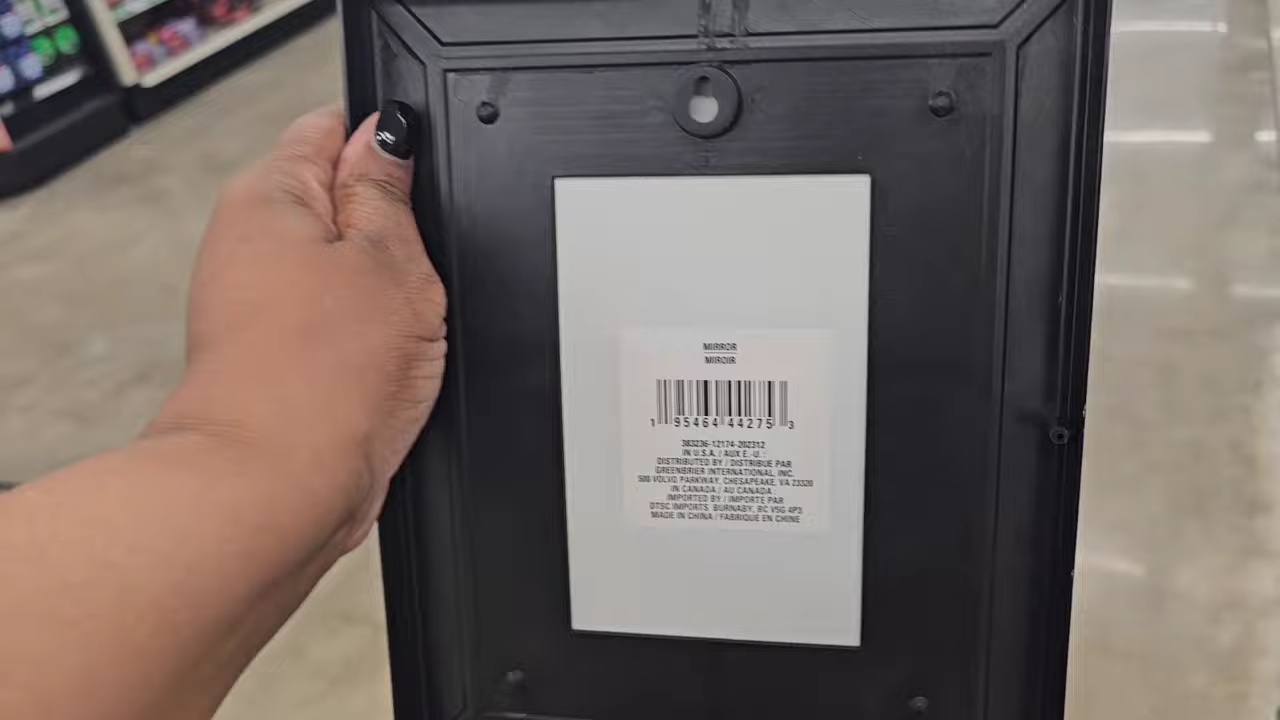 MIRROR
MIROIR
1 95464 44275 3
383236-12174-202312
IN U.S.A. / AUX E.-U. :
DISTRIBUTED BY / DISTRIBUE PAR
GREENBRIER INTERNATIONAL, INC.
500 VOLVO PARKWAY, CHESAPEAKE, VA 23320
IN CANADA / AU CANADA :
IMPORTED BY / IMPORTE PAR
DTSC IMPORTS, BURNABY, BC V5G 4P3
MADE IN CHINA / FABRIQUE EN CHINE